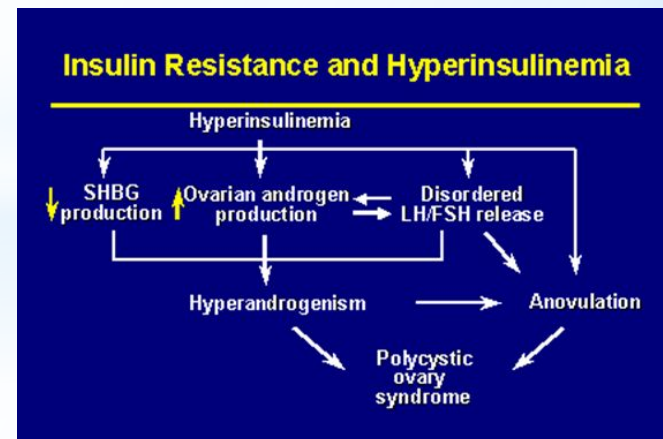 Insulin Resistance and Hyperinsulinemia
Hyperinsulinemia
SHBG
production
Ovarian androgen
production
Disordered
LH/FSH release
Hyperandrogenism
Anovulation
Polycystic
ovary
syndrome